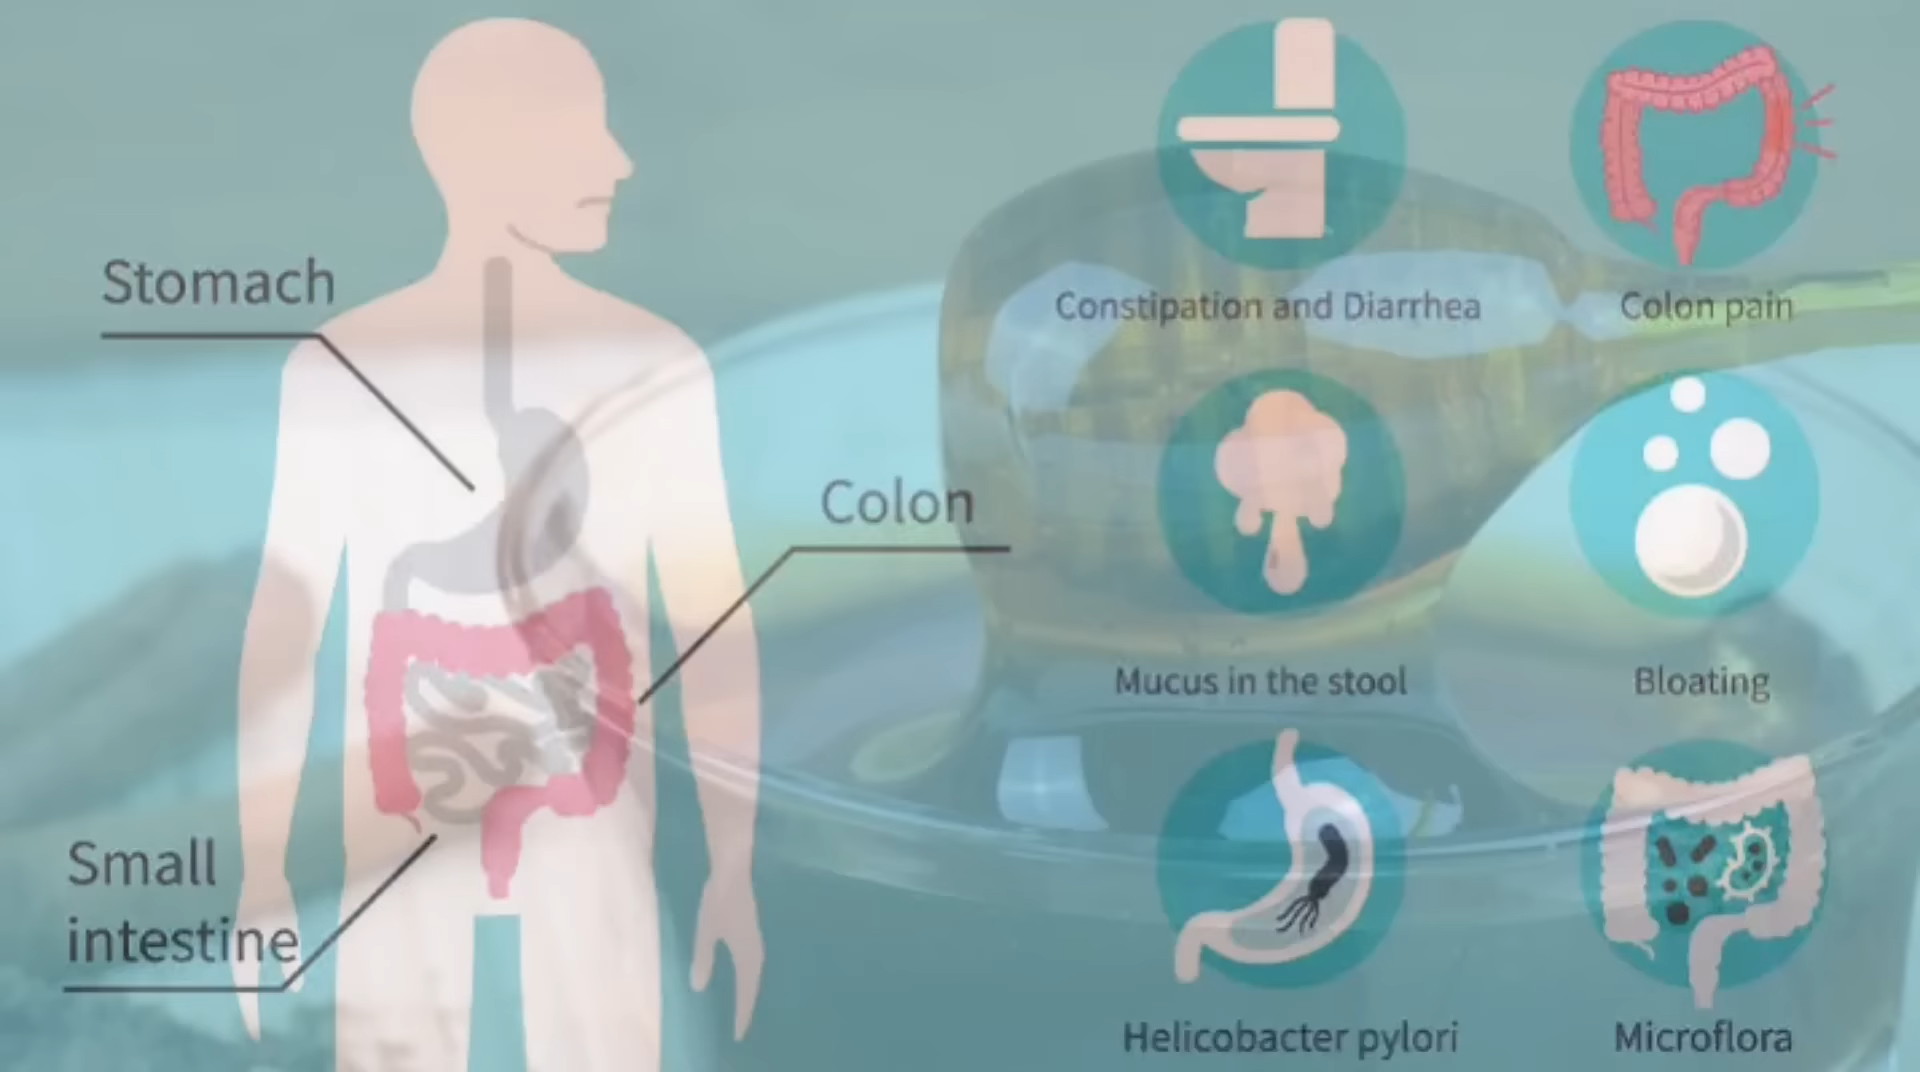 Stomach
Colon
Small
intestine
Constipation and Diarrhea
Colon pain
Mucus in the stool
Bloating
Helicobacter pylori
Microflora